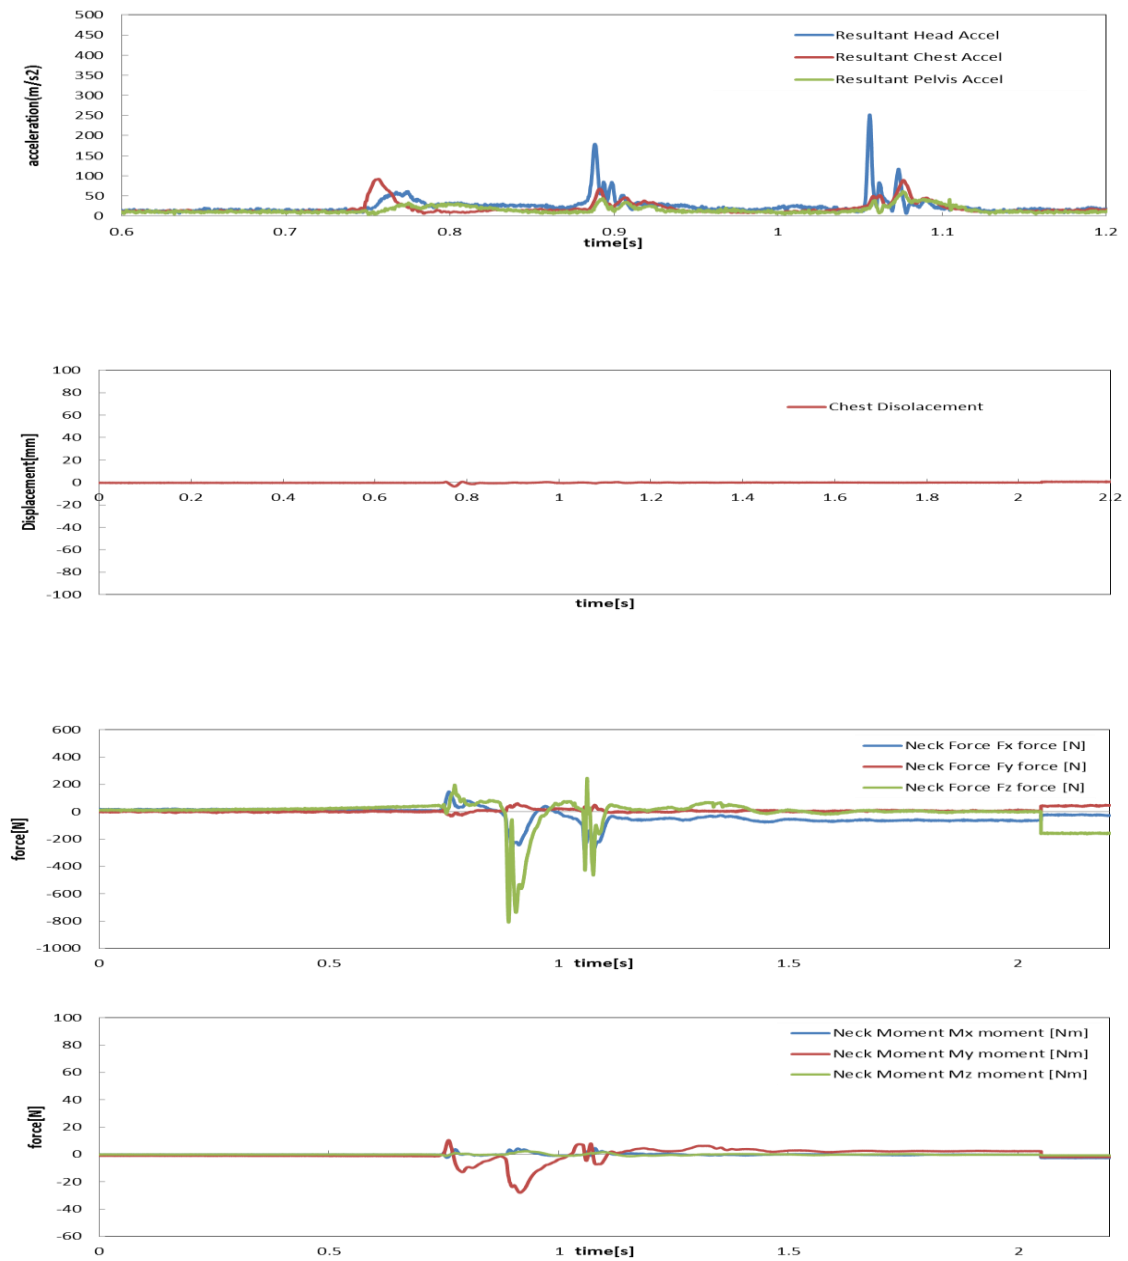 500
450
400
350
300
250
200
150
100
50
0
acceleration(m/s2)
Resultant Head Accel
Resultant Chest Accel
Resultant Pelvis Accel
0.6 0.7 0.8 0.9 1 1.1 1.2
time[s]
100
80
60
40
20
0
-20
-40
-60
-80
-100
Displacement[mm]
Chest Disolacement
0 0.2 0.4 0.6 0.8 1 1.2 1.4 1.6 1.8 2 2.2
time[s]
600
400
200
0
-200
-400
-600
-800
-1000
force[N]
Neck Force Fx force [N]
Neck Force Fy force [N]
Neck Force Fz force [N]
0 0.5 1 time[s] 1.5 2
100
80
60
40
20
0
-20
-40
-60
force[N]
Neck Moment Mx moment [Nm]
Neck Moment My moment [Nm]
Neck Moment Mz moment [Nm]
0 0.5 1 time[s] 1.5 2